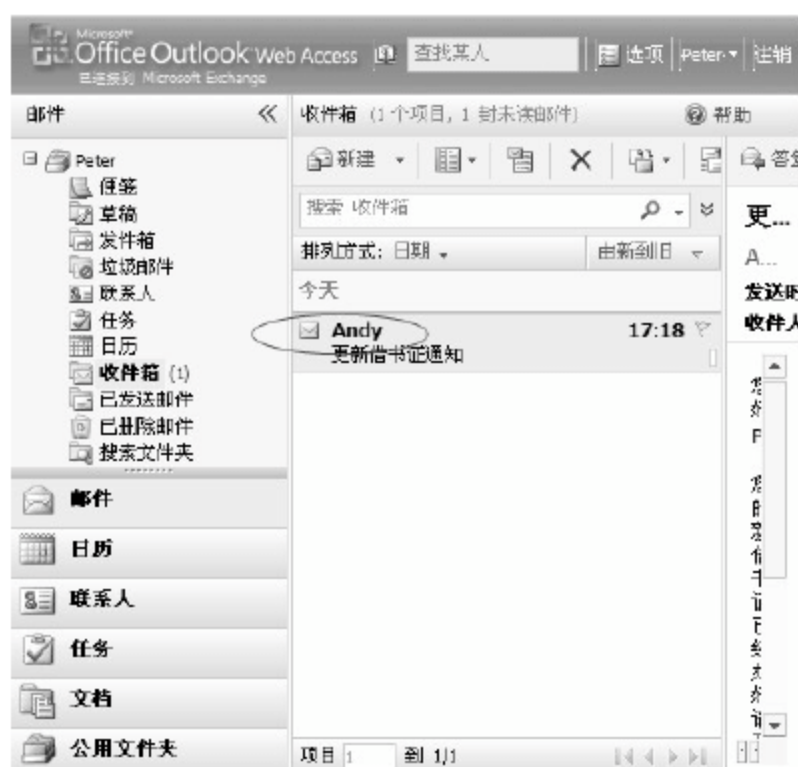 Microsoft
Office Outlook Web Access
已连接到 Microsoft Exchange
查找某人
选项
Peter
注销
邮件
收件箱 (1个项目, 1 封未读邮件)
帮助
Peter
便笺
草稿
发件箱
垃圾邮件
联系人
任务
日历
收件箱 (1)
已发送邮件
已删除邮件
搜索文件夹
邮件
日历
联系人
任务
文档
公用文件夹
新建
搜索 收件箱
排列方式: 日期
由新到旧
今天
Andy 17:18
更新借书证通知
项目 1 到 1/1
更...
A...
发送时
收件人